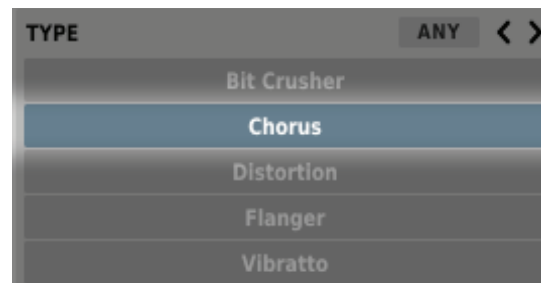 TYPE ANY
Bit Crusher
Chorus
Distortion
Flanger
Vibratto